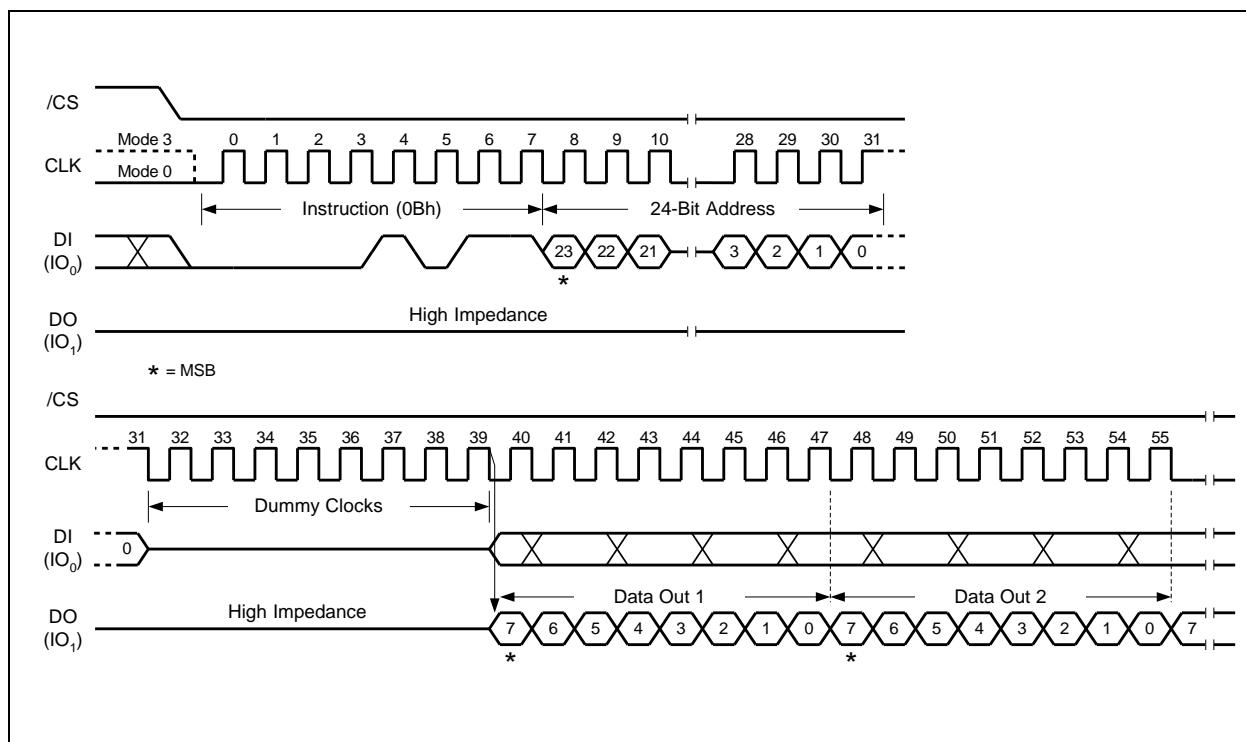 /CS
Mode 3 0 1 2 3 4 5 6 7 8 9 10 28 29 30 31
CLK
Mode 0
Instruction (0Bh) 24-Bit Address
DI
(IO0)
23 22 21 3 2 1 0
*
High Impedance
DO
(IO1)
* = MSB
/CS
31 32 33 34 35 36 37 38 39 40 41 42 43 44 45 46 47 48 49 50 51 52 53 54 55
CLK
Dummy Clocks
DI
(IO0)
0
Data Out 1 Data Out 2
High Impedance
DO
(IO1)
7 6 5 4 3 2 1 0 7 6 5 4 3 2 1 0 7
* *